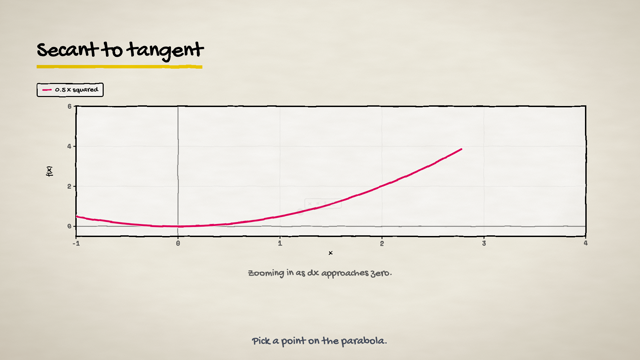 Secant to tangent
0.5 x squared
6
4
2
0
f(x)
-1 0 1 2 3 4
x
Zooming in as dx approaches zero.
Pick a point on the parabola.